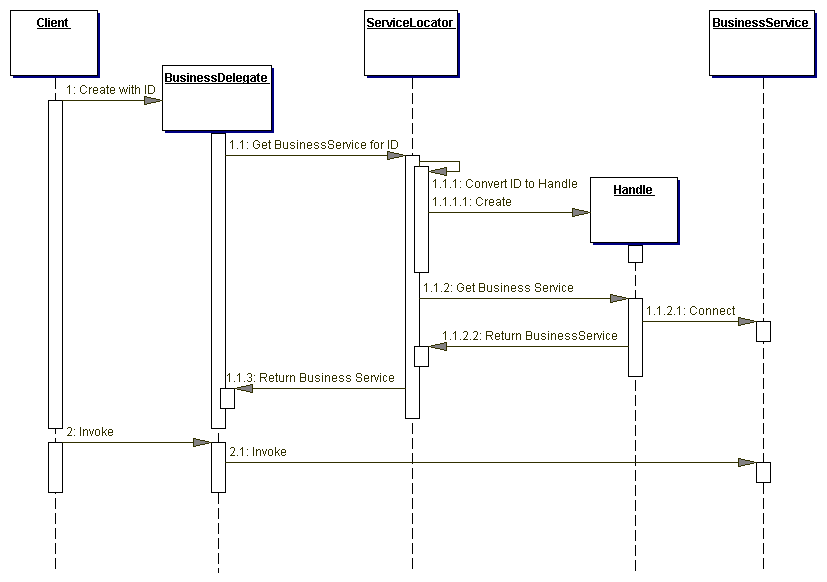 Client
ServiceLocator
BusinessService
BusinessDelegate
1: Create with ID
1.1: Get BusinessService for ID
1.1.1: Convert ID to Handle
Handle
1.1.1.1: Create
1.1.2: Get Business Service
1.1.2.1: Connect
1.1.2.2: Return BusinessService
1.1.3: Return Business Service
2: Invoke
2.1: Invoke